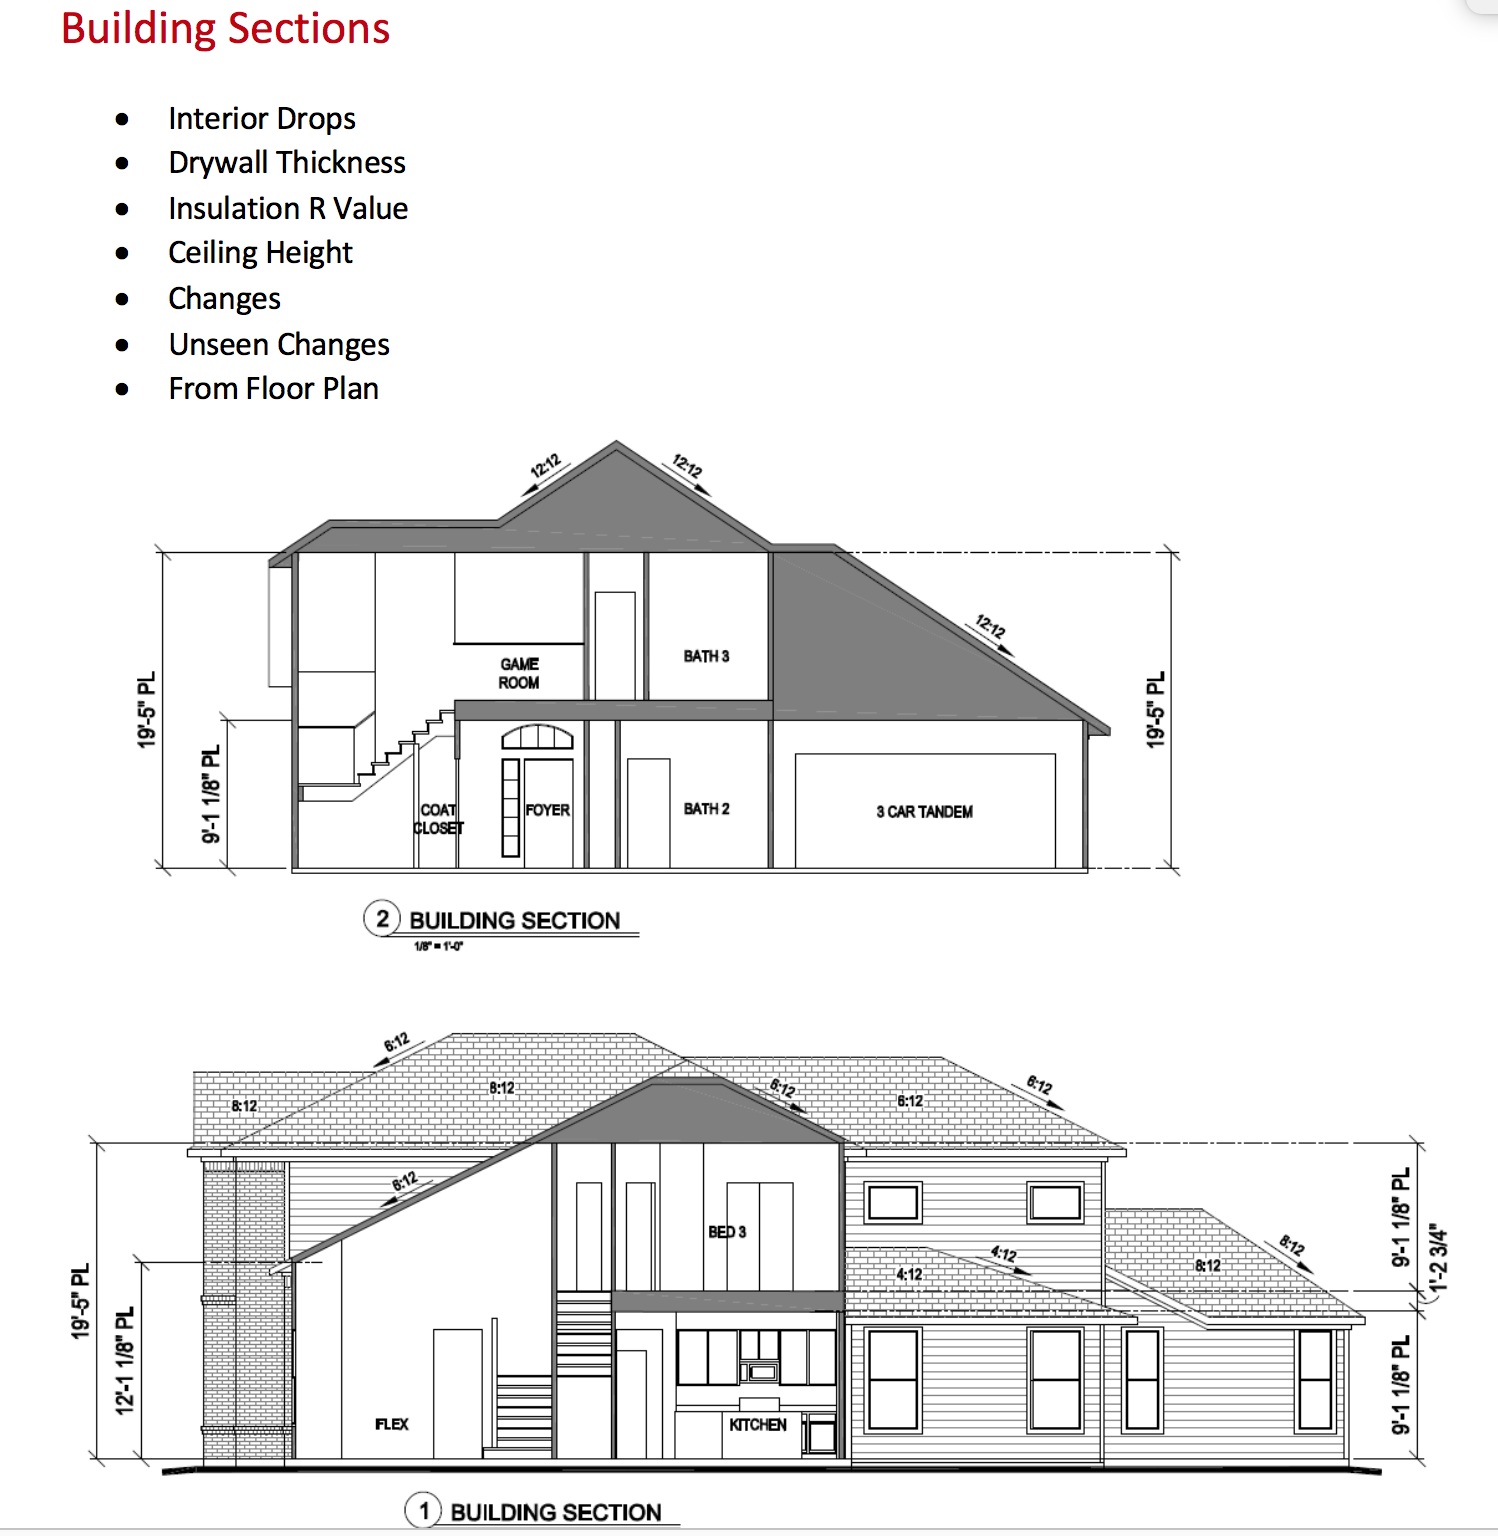 Building Sections
• Interior Drops
• Drywall Thickness
• Insulation R Value
• Ceiling Height
• Changes
• Unseen Changes
• From Floor Plan
12:12
12:12
12:12
19'-5" PL
9'-1 1/8" PL
GAME
ROOM
BATH 3
19'-5" PL
COAT
CLOSET
FOYER
BATH 2
3 CAR TANDEM
2 BUILDING SECTION
1/8" = 1'-0"
6:12
8:12
8:12
6:12
6:12
6:12
6:12
BED 3
9'-1 1/8" PL
1'-2 3/4"
4:12
4:12
8:12
8:12
19'-5" PL
12'-1 1/8" PL
9'-1 1/8" PL
FLEX
KITCHEN
1 BUILDING SECTION